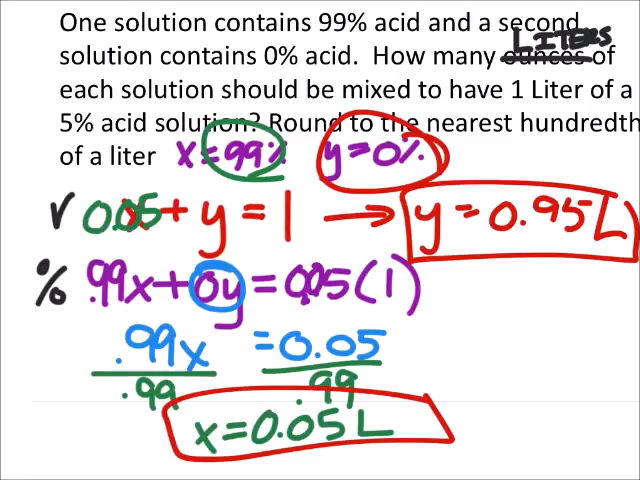 One solution contains 99% acid and a second
LITERS
solution contains 0% acid. How many ounces of
each solution should be mixed to have 1 Liter of a
5% acid solution? Round to the nearest hundredth
of a liter x=99% y=0%
V 0.05 x + y = 1 → y = 0.95L
% .99x + 0y = 0.05(1)
.99x = 0.05
.99 .99
x=0.05L